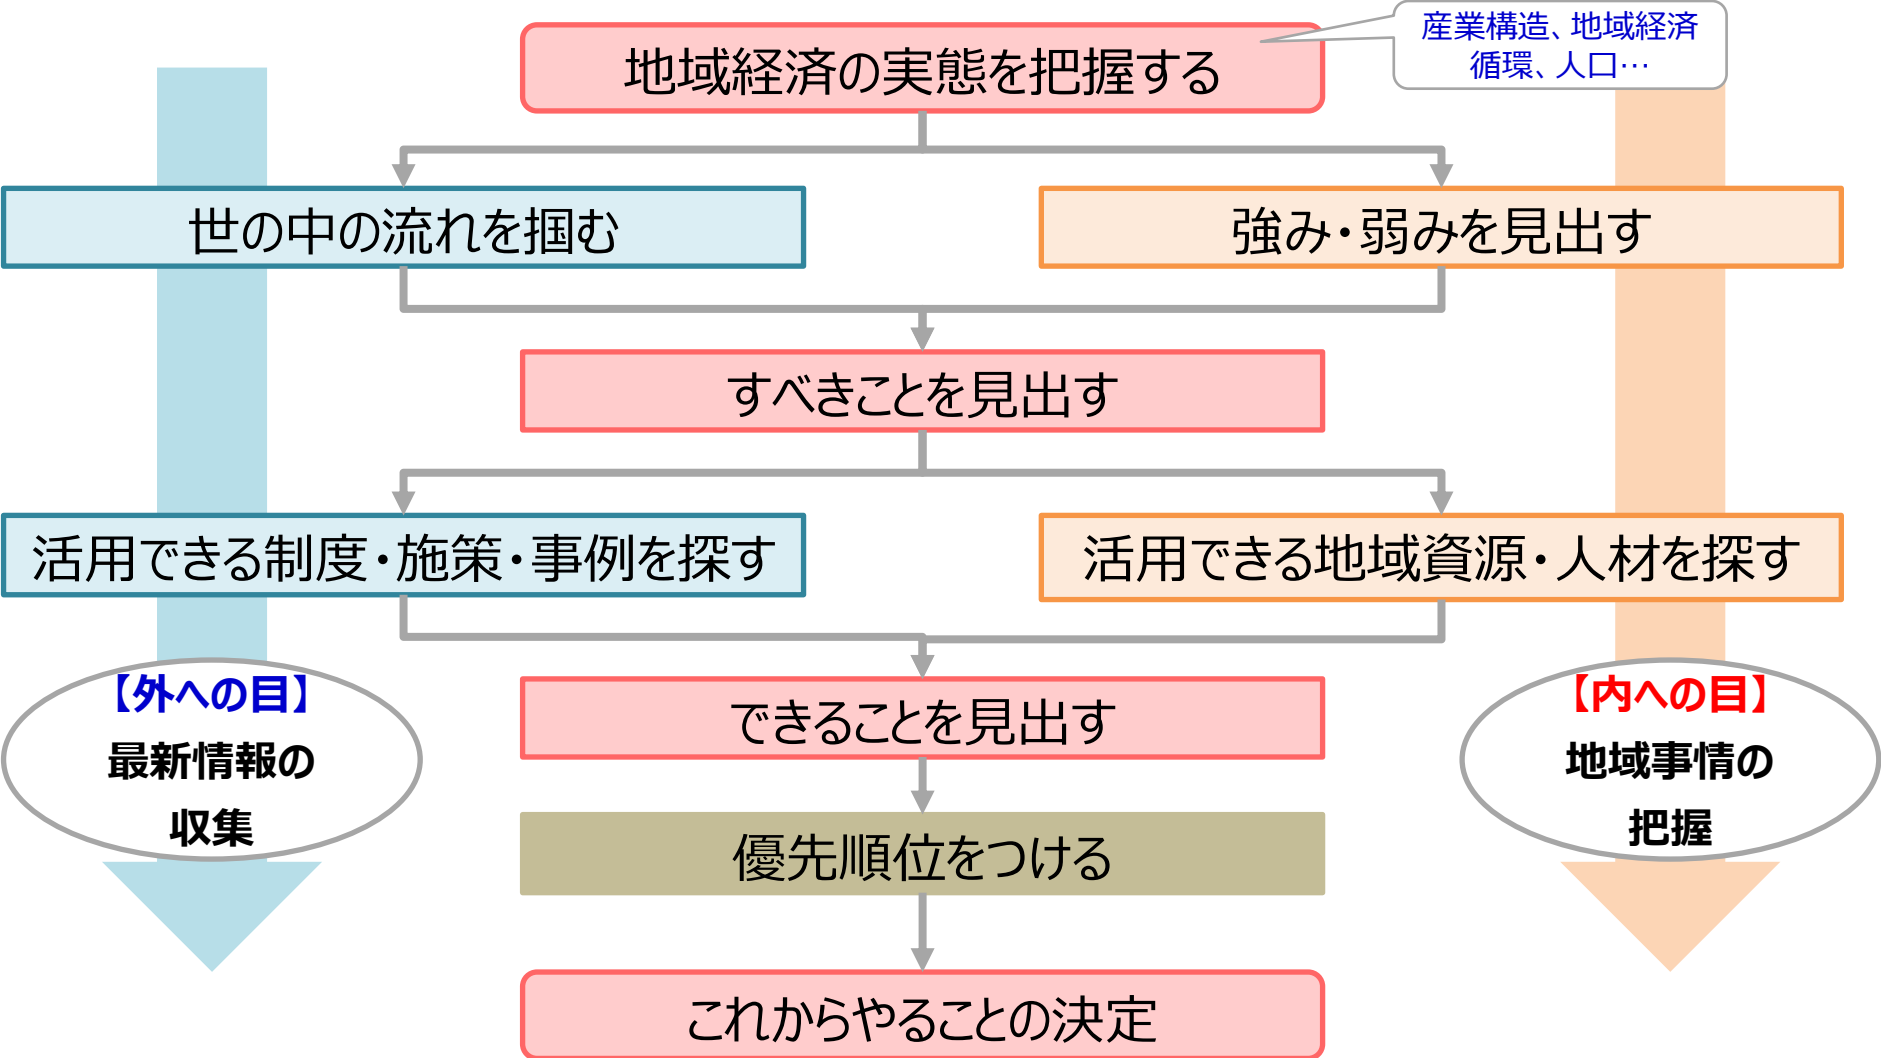 地域経済の実態を把握する
産業構造、地域経済
循環、人口…
世の中の流れを掴む
強み・弱みを見出す
すべきことを見出す
活用できる制度・施策・事例を探す
活用できる地域資源・人材を探す
【外への目】
最新情報の
収集
できることを見出す
【内への目】
地域事情の
把握
優先順位をつける
これからやることの決定